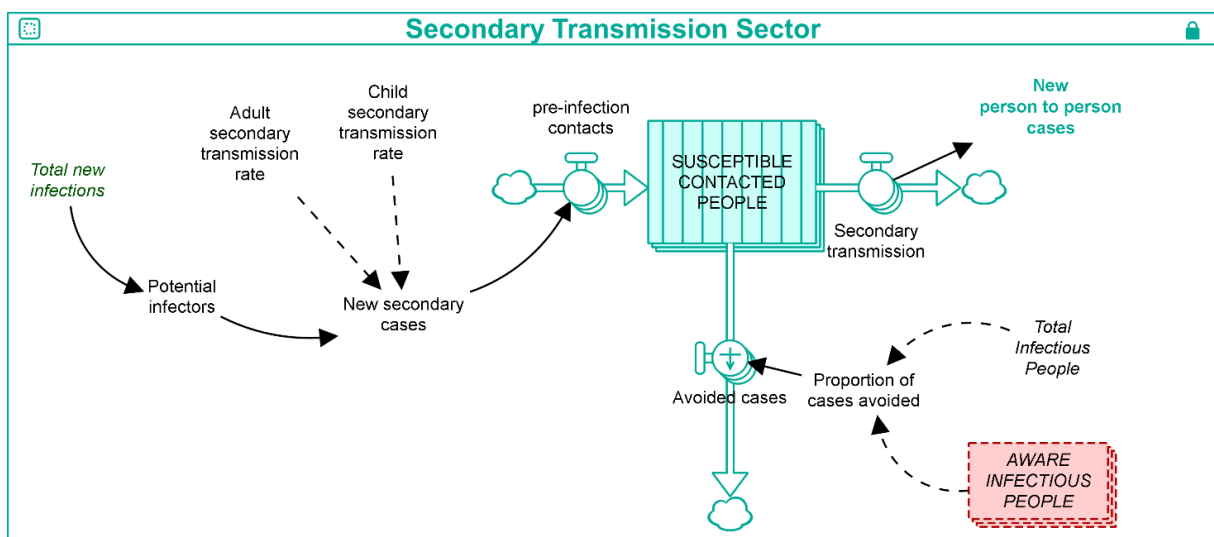 Secondary Transmission Sector
Total new
infections
Adult
secondary
transmission
rate
Child
secondary
transmission
rate
pre-infection
contacts
SUSCEPTIBLE
CONTACTED
PEOPLE
New
person to person
cases
Secondary
transmission
Potential
infectors
New secondary
cases
Avoided cases
Proportion of
cases avoided
Total
Infectious
People
AWARE
INFECTIOUS
PEOPLE